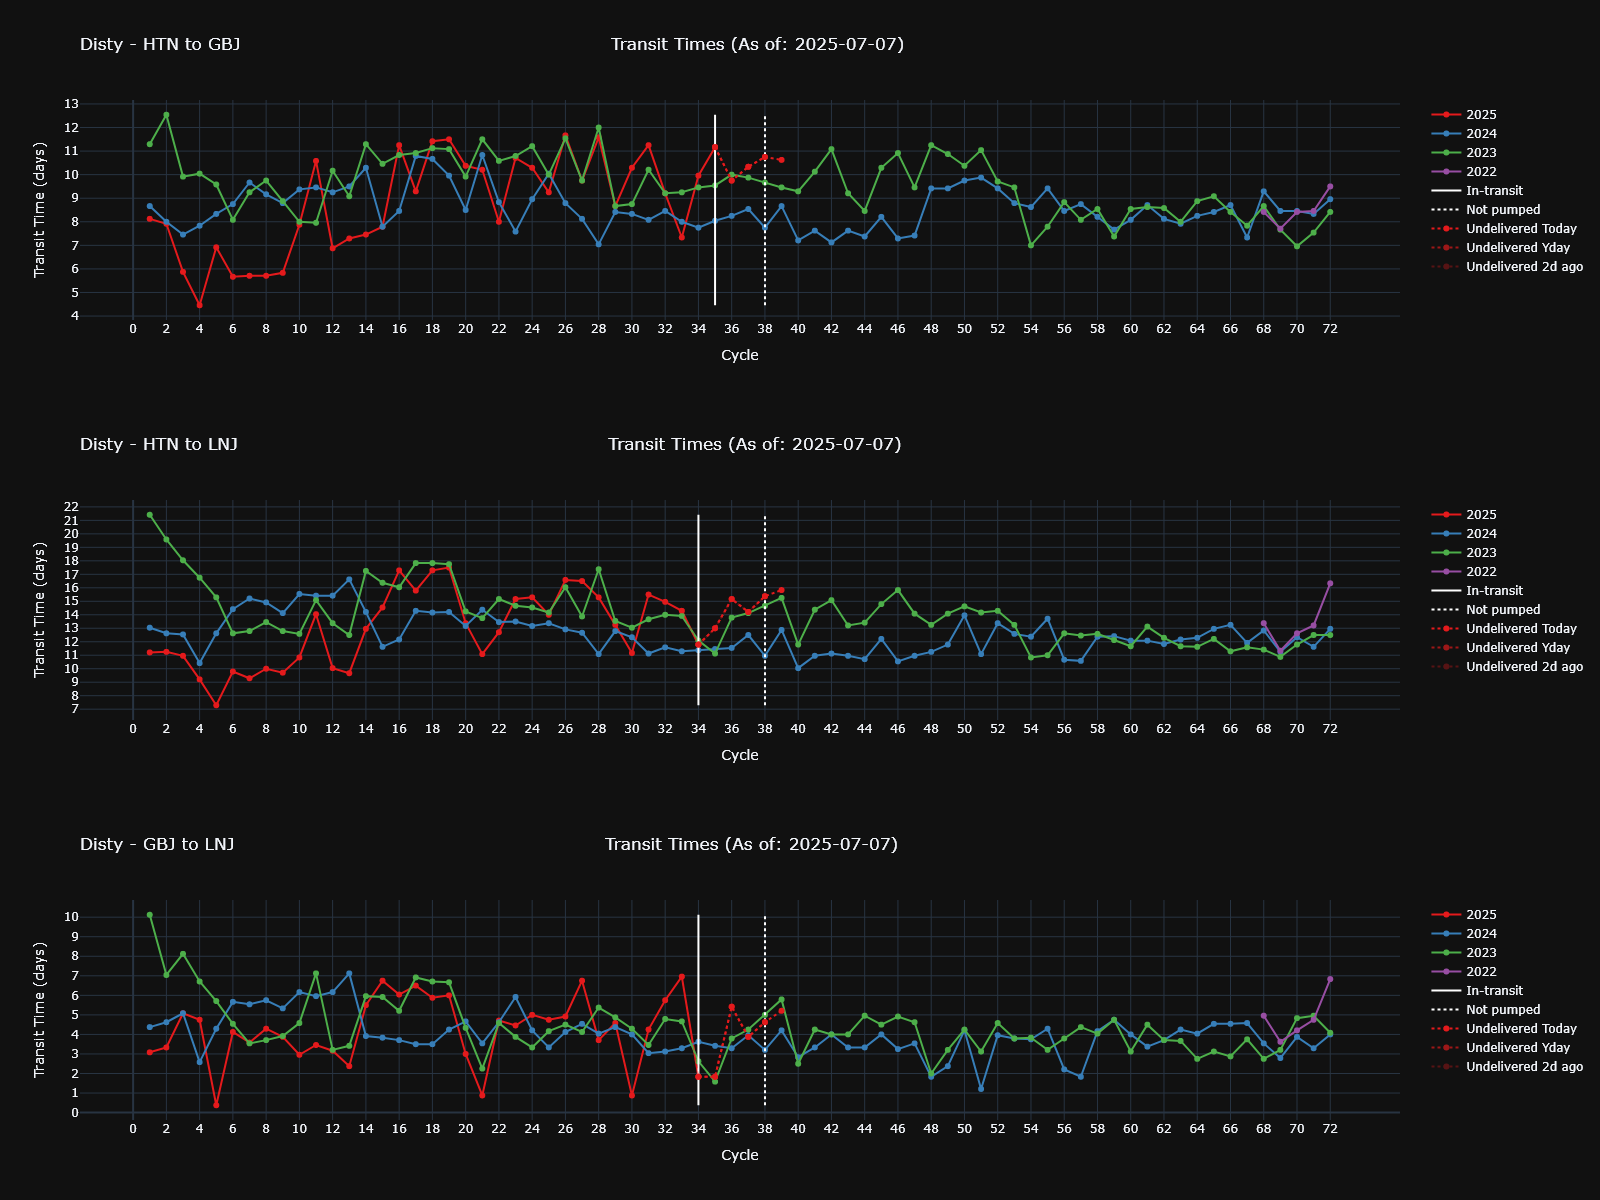 Disty - HTN to GBJ
Transit Times (As of: 2025-07-07)
Transit Time (days)
13
12
11
10
9
8
7
6
5
4
0 2 4 6 8 10 12 14 16 18 20 22 24 26 28 30 32 34 36 38 40 42 44 46 48 50 52 54 56 58 60 62 64 66 68 70 72
Cycle
2025
2024
2023
2022
In-transit
Not pumped
Undelivered Today
Undelivered Yday
Undelivered 2d ago
Disty - HTN to LNJ
Transit Times (As of: 2025-07-07)
Transit Time (days)
22
21
20
19
18
17
16
15
14
13
12
11
10
9
8
7
0 2 4 6 8 10 12 14 16 18 20 22 24 26 28 30 32 34 36 38 40 42 44 46 48 50 52 54 56 58 60 62 64 66 68 70 72
Cycle
2025
2024
2023
2022
In-transit
Not pumped
Undelivered Today
Undelivered Yday
Undelivered 2d ago
Disty - GBJ to LNJ
Transit Times (As of: 2025-07-07)
Transit Time (days)
10
9
8
7
6
5
4
3
2
1
0
0 2 4 6 8 10 12 14 16 18 20 22 24 26 28 30 32 34 36 38 40 42 44 46 48 50 52 54 56 58 60 62 64 66 68 70 72
Cycle
2025
2024
2023
2022
In-transit
Not pumped
Undelivered Today
Undelivered Yday
Undelivered 2d ago